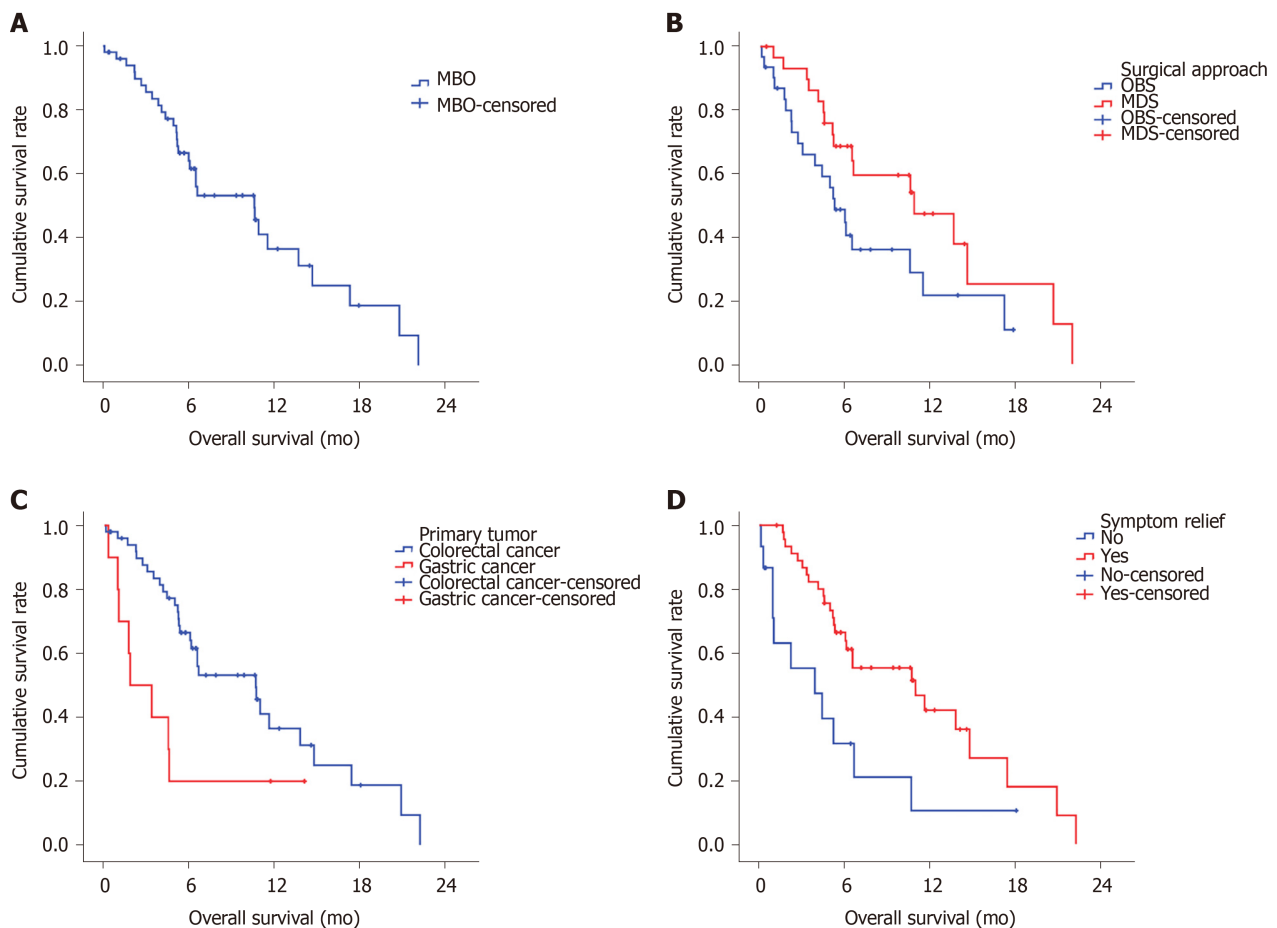 A
1.0
0.8
0.6
0.4
0.2
0.0
Cumulative survival rate
0 6 12 18 24
Overall survival (mo)
MBO
MBO-censored
B
1.0
0.8
0.6
0.4
0.2
0.0
Cumulative survival rate
0 6 12 18 24
Overall survival (mo)
Surgical approach
OBS
MDS
OBS-censored
MDS-censored
C
1.0
0.8
0.6
0.4
0.2
0.0
Cumulative survival rate
0 6 12 18 24
Overall survival (mo)
Primary tumor
Colorectal cancer
Gastric cancer
Colorectal cancer-censored
Gastric cancer-censored
D
1.0
0.8
0.6
0.4
0.2
0.0
Cumulative survival rate
0 6 12 18 24
Overall survival (mo)
Symptom relief
No
Yes
No-censored
Yes-censored